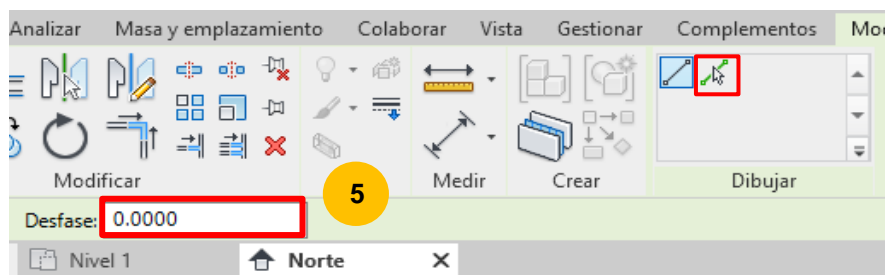 Analizar Masa y emplazamiento Colaborar Vista Gestionar Complementos
Modificar Medir Crear Dibujar
5
Desfase: 0.0000
Nivel 1 Norte